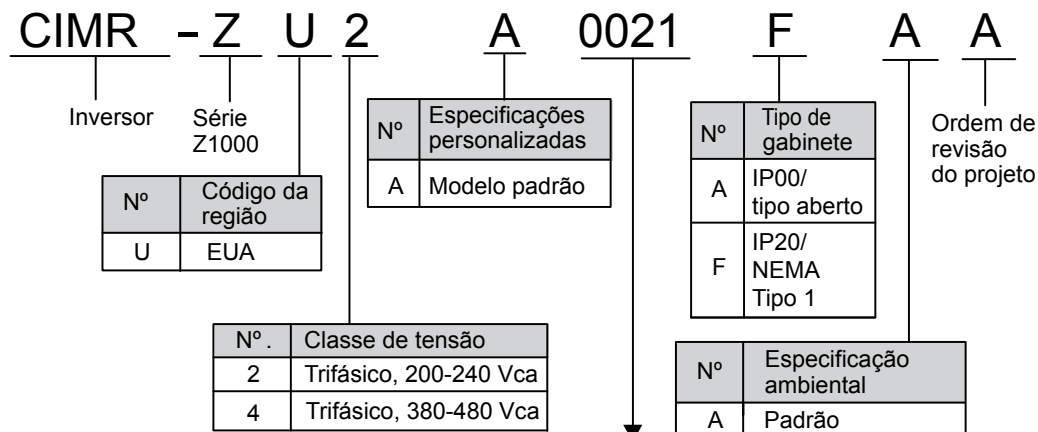 CIMR - Z U 2 A 0021 F A A
Inversor
Série
Z1000
Nº Código da
região
U EUA
Nº . Classe de tensão
2 Trifásico, 200-240 Vca
4 Trifásico, 380-480 Vca
Nº Especificações
personalizadas
A Modelo padrão
Nº Tipo de
gabinete
A IP00/
tipo aberto
F IP20/
NEMA
Tipo 1
Nº Especificação
ambiental
A Padrão
Ordem de
revisão
do projeto